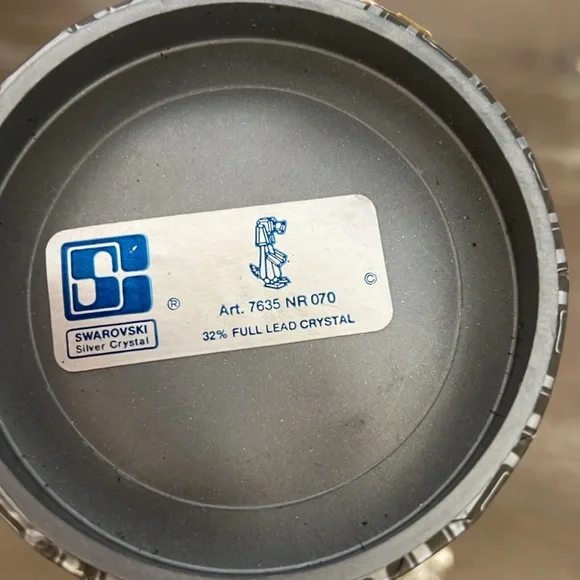 S
SWAROVSKI
Silver Crystal
®
Art. 7635 NR 070
32% FULL LEAD CRYSTAL
©